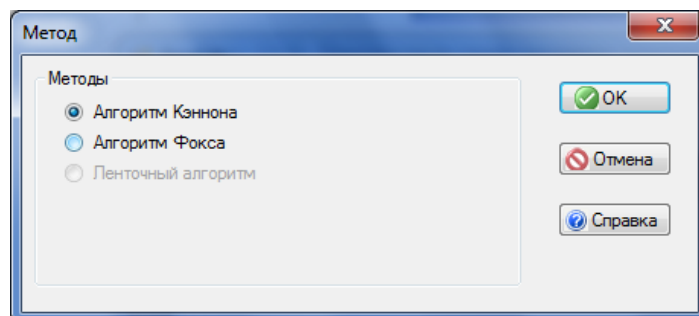 Метод
Методы
Алгоритм Кэннона
Алгоритм Фокса
Ленточный алгоритм
OK
Отмена
Справка